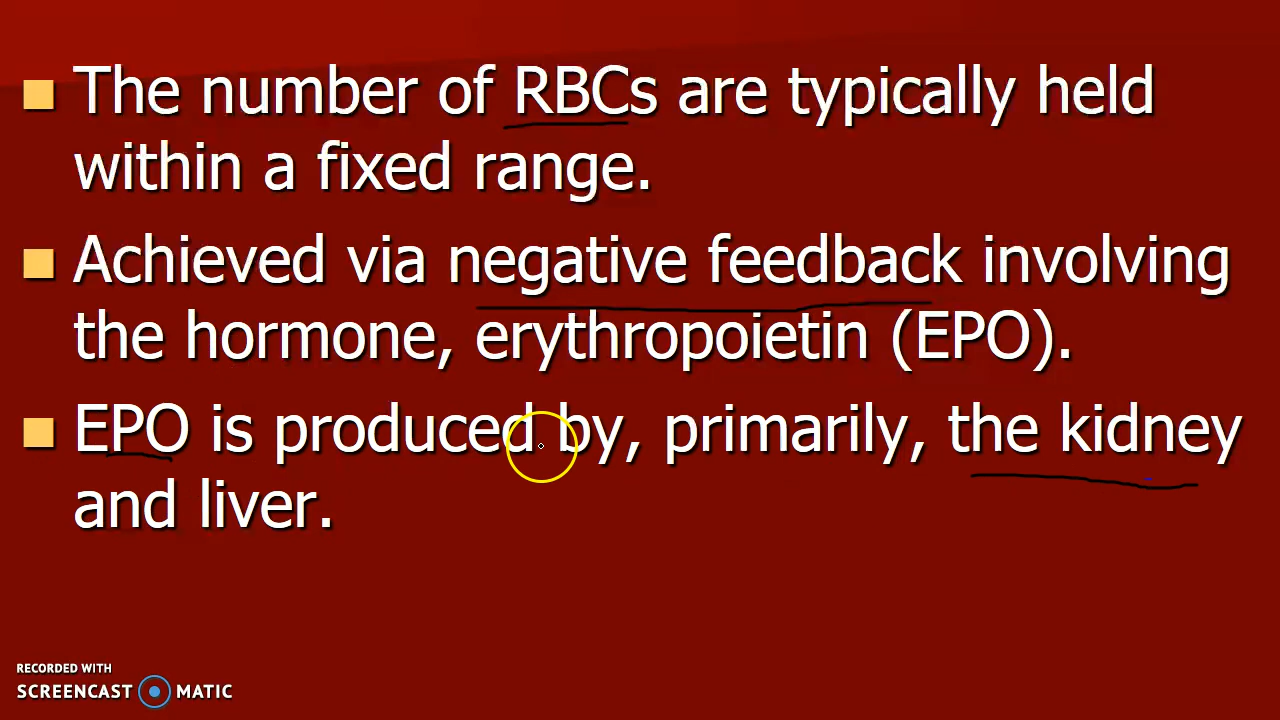 The number of RBCs are typically held
within a fixed range.
Achieved via negative feedback involving
the hormone, erythropoietin (EPO).
EPO is produced by, primarily, the kidney
and liver.
RECORDED WITH
SCREENCAST MATIC